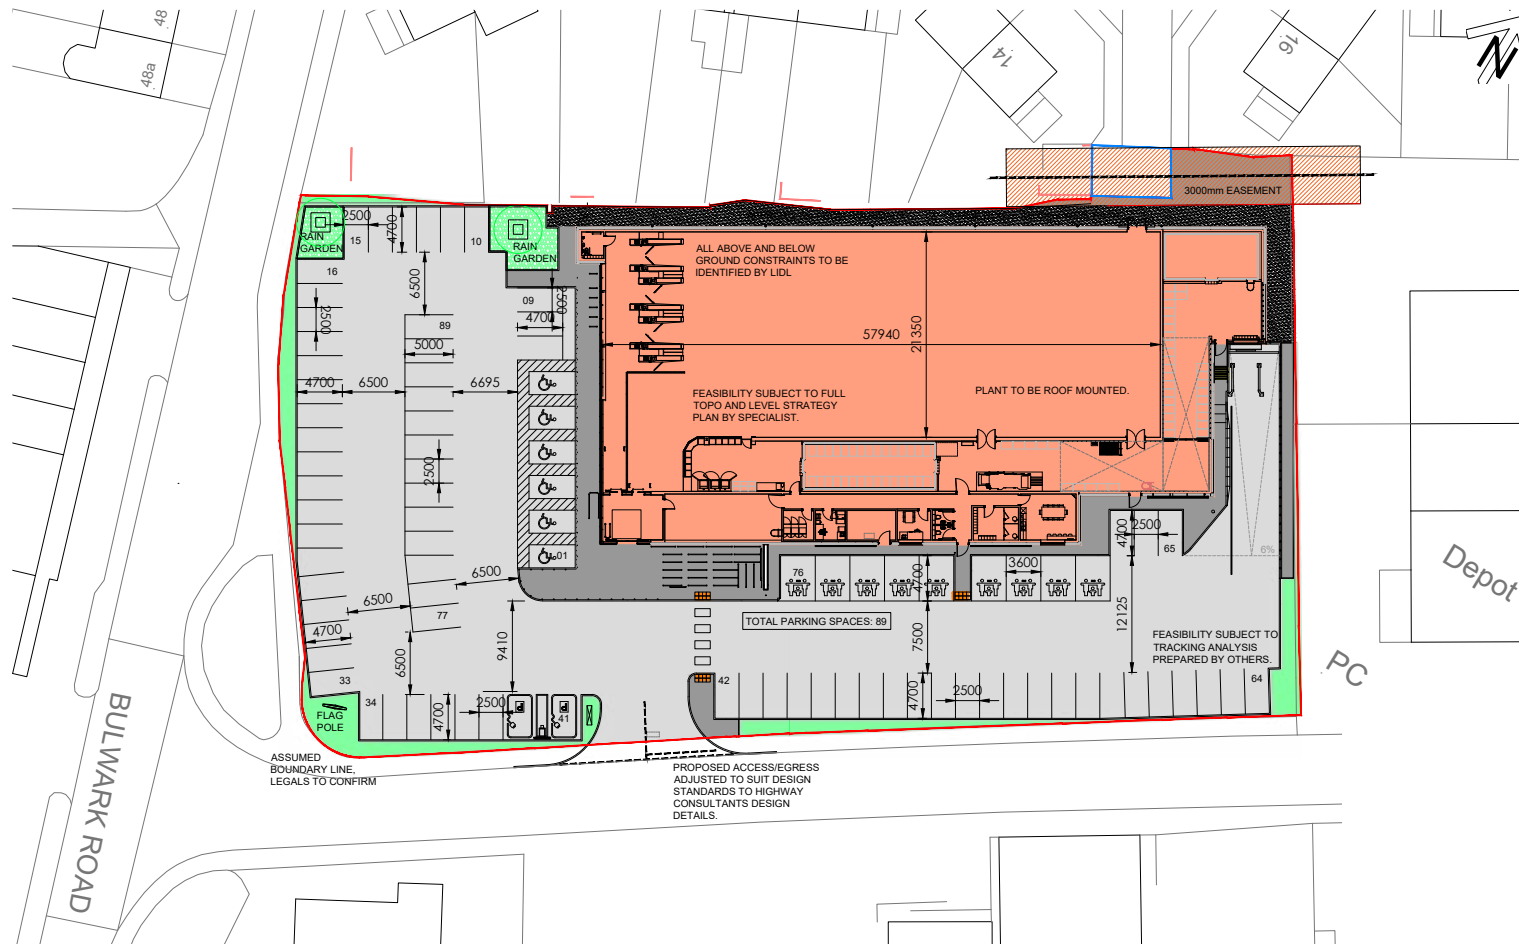 48
48a
14
16
N
3000mm EASEMENT
RAIN
GARDEN
2500
15
4700
10
RAIN
GARDEN
ALL ABOVE AND BELOW
GROUND CONSTRAINTS TO BE
IDENTIFIED BY LIDL
16
6500
09
2500
4700
2500
89
5000
57940
21350
4700
6500
6695
FEASIBILITY SUBJECT TO FULL
TOPO AND LEVEL STRATEGY
PLAN BY SPECIALIST.
PLANT TO BE ROOF MOUNTED.
2500
01
6500
6500
77
4700
6500
9410
33
34
2500
4700
41
FLAG
POLE
76
4700
3600
4700
2500
65
6%
TOTAL PARKING SPACES: 89
7500
12125
FEASIBILITY SUBJECT TO
TRACKING ANALYSIS
PREPARED BY OTHERS.
42
4700
2500
64
Depot
PC
ASSUMED
BOUNDARY LINE,
LEGALS TO CONFIRM
PROPOSED ACCESS/EGRESS
ADJUSTED TO SUIT DESIGN
STANDARDS TO HIGHWAY
CONSULTANTS DESIGN
DETAILS.
BULWARK ROAD